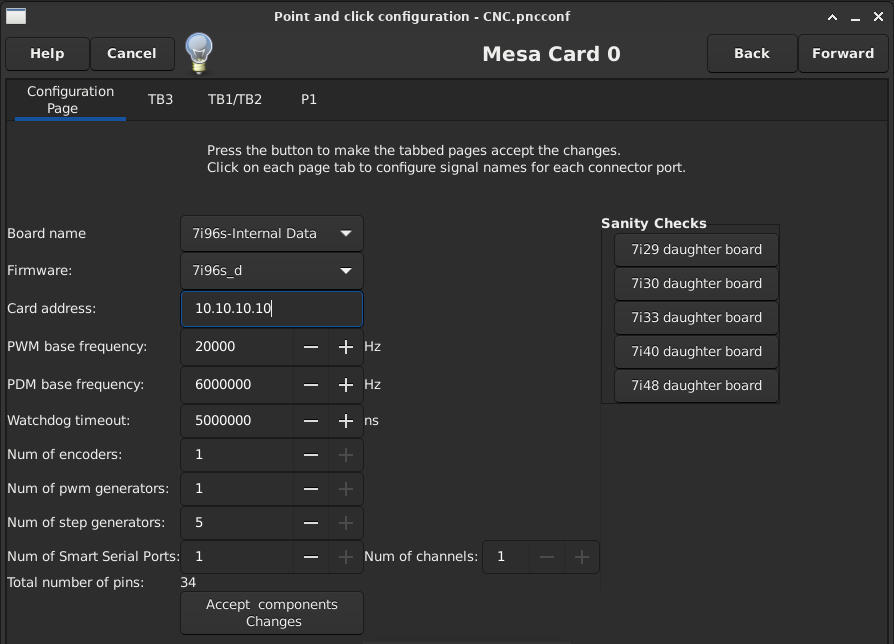 Point and click configuration - CNC.pncconf
Help
Cancel
Mesa Card 0
Back
Forward
Configuration
Page
TB3
TB1/TB2
P1
Press the button to make the tabbed pages accept the changes.
Click on each page tab to configure signal names for each connector port.
Board name
7i96s-Internal Data
Firmware:
7i96s_d
Card address:
10.10.10.10
PWM base frequency:
20000
Hz
PDM base frequency:
6000000
Hz
Watchdog timeout:
5000000
ns
Num of encoders:
1
Num of pwm generators:
1
Num of step generators:
5
Num of Smart Serial Ports:
1
Num of channels:
1
Total number of pins:
34
Accept  components
Changes
Sanity Checks
7i29 daughter board
7i30 daughter board
7i33 daughter board
7i40 daughter board
7i48 daughter board